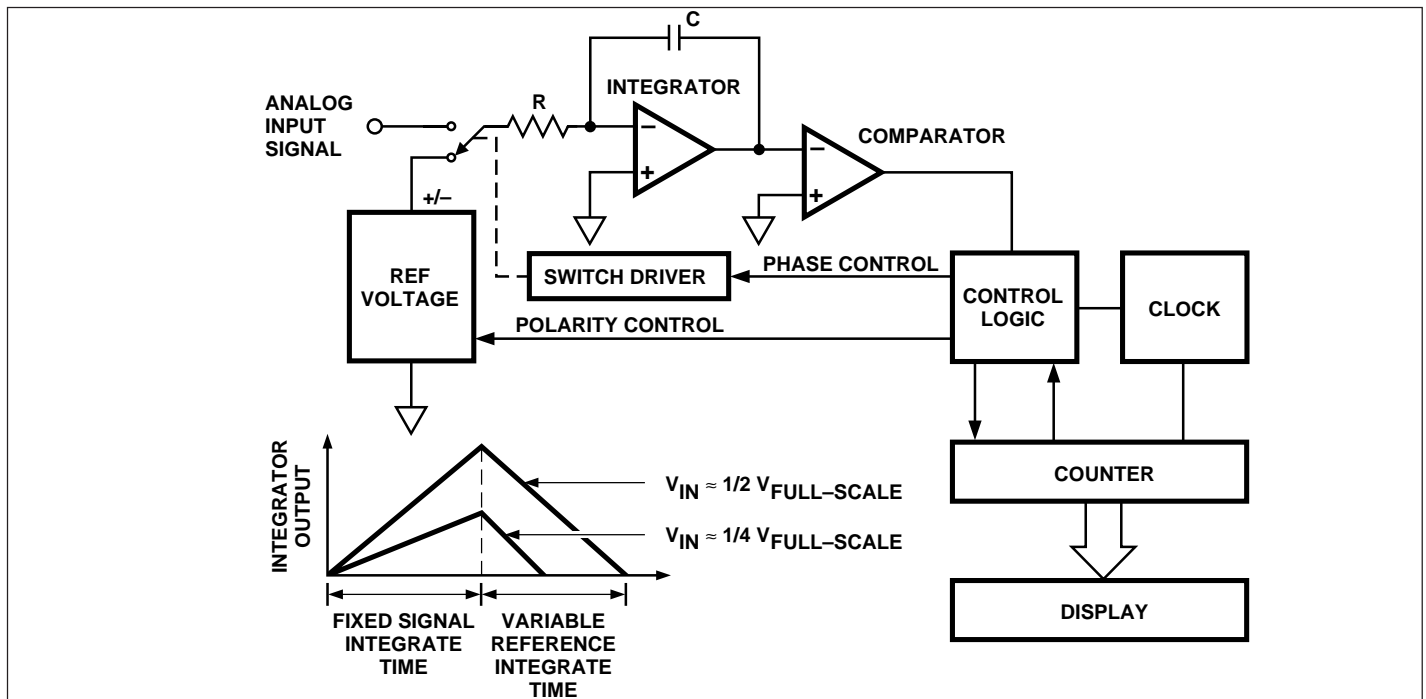 C
INTEGRATOR
R
ANALOG
INPUT
SIGNAL
COMPARATOR
–
+
–
+
+/–
REF
VOLTAGE
SWITCH DRIVER
PHASE CONTROL
POLARITY CONTROL
CONTROL
LOGIC
CLOCK
COUNTER
DISPLAY
INTEGRATOR
OUTPUT
VIN ≈ 1/2 VFULL–SCALE
VIN ≈ 1/4 VFULL–SCALE
FIXED SIGNAL
INTEGRATE
TIME
VARIABLE
REFERENCE
INTEGRATE
TIME